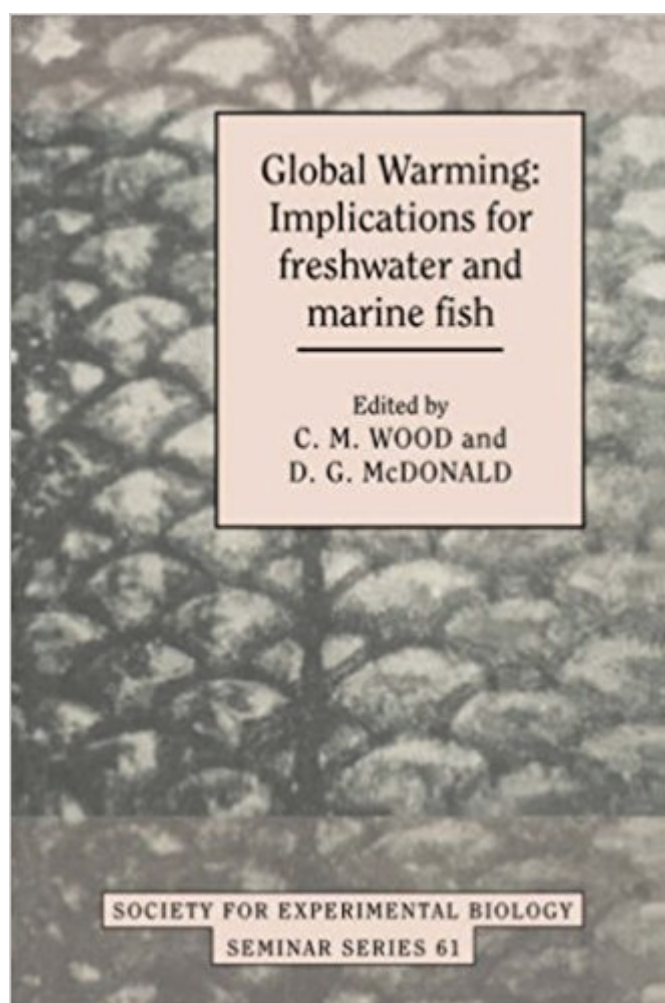 Global Warming:
Implications for
freshwater and
marine fish
Edited by
C. M. WOOD and
D. G. McDONALD
SOCIETY FOR EXPERIMENTAL BIOLOGY
SEMINAR SERIES 61